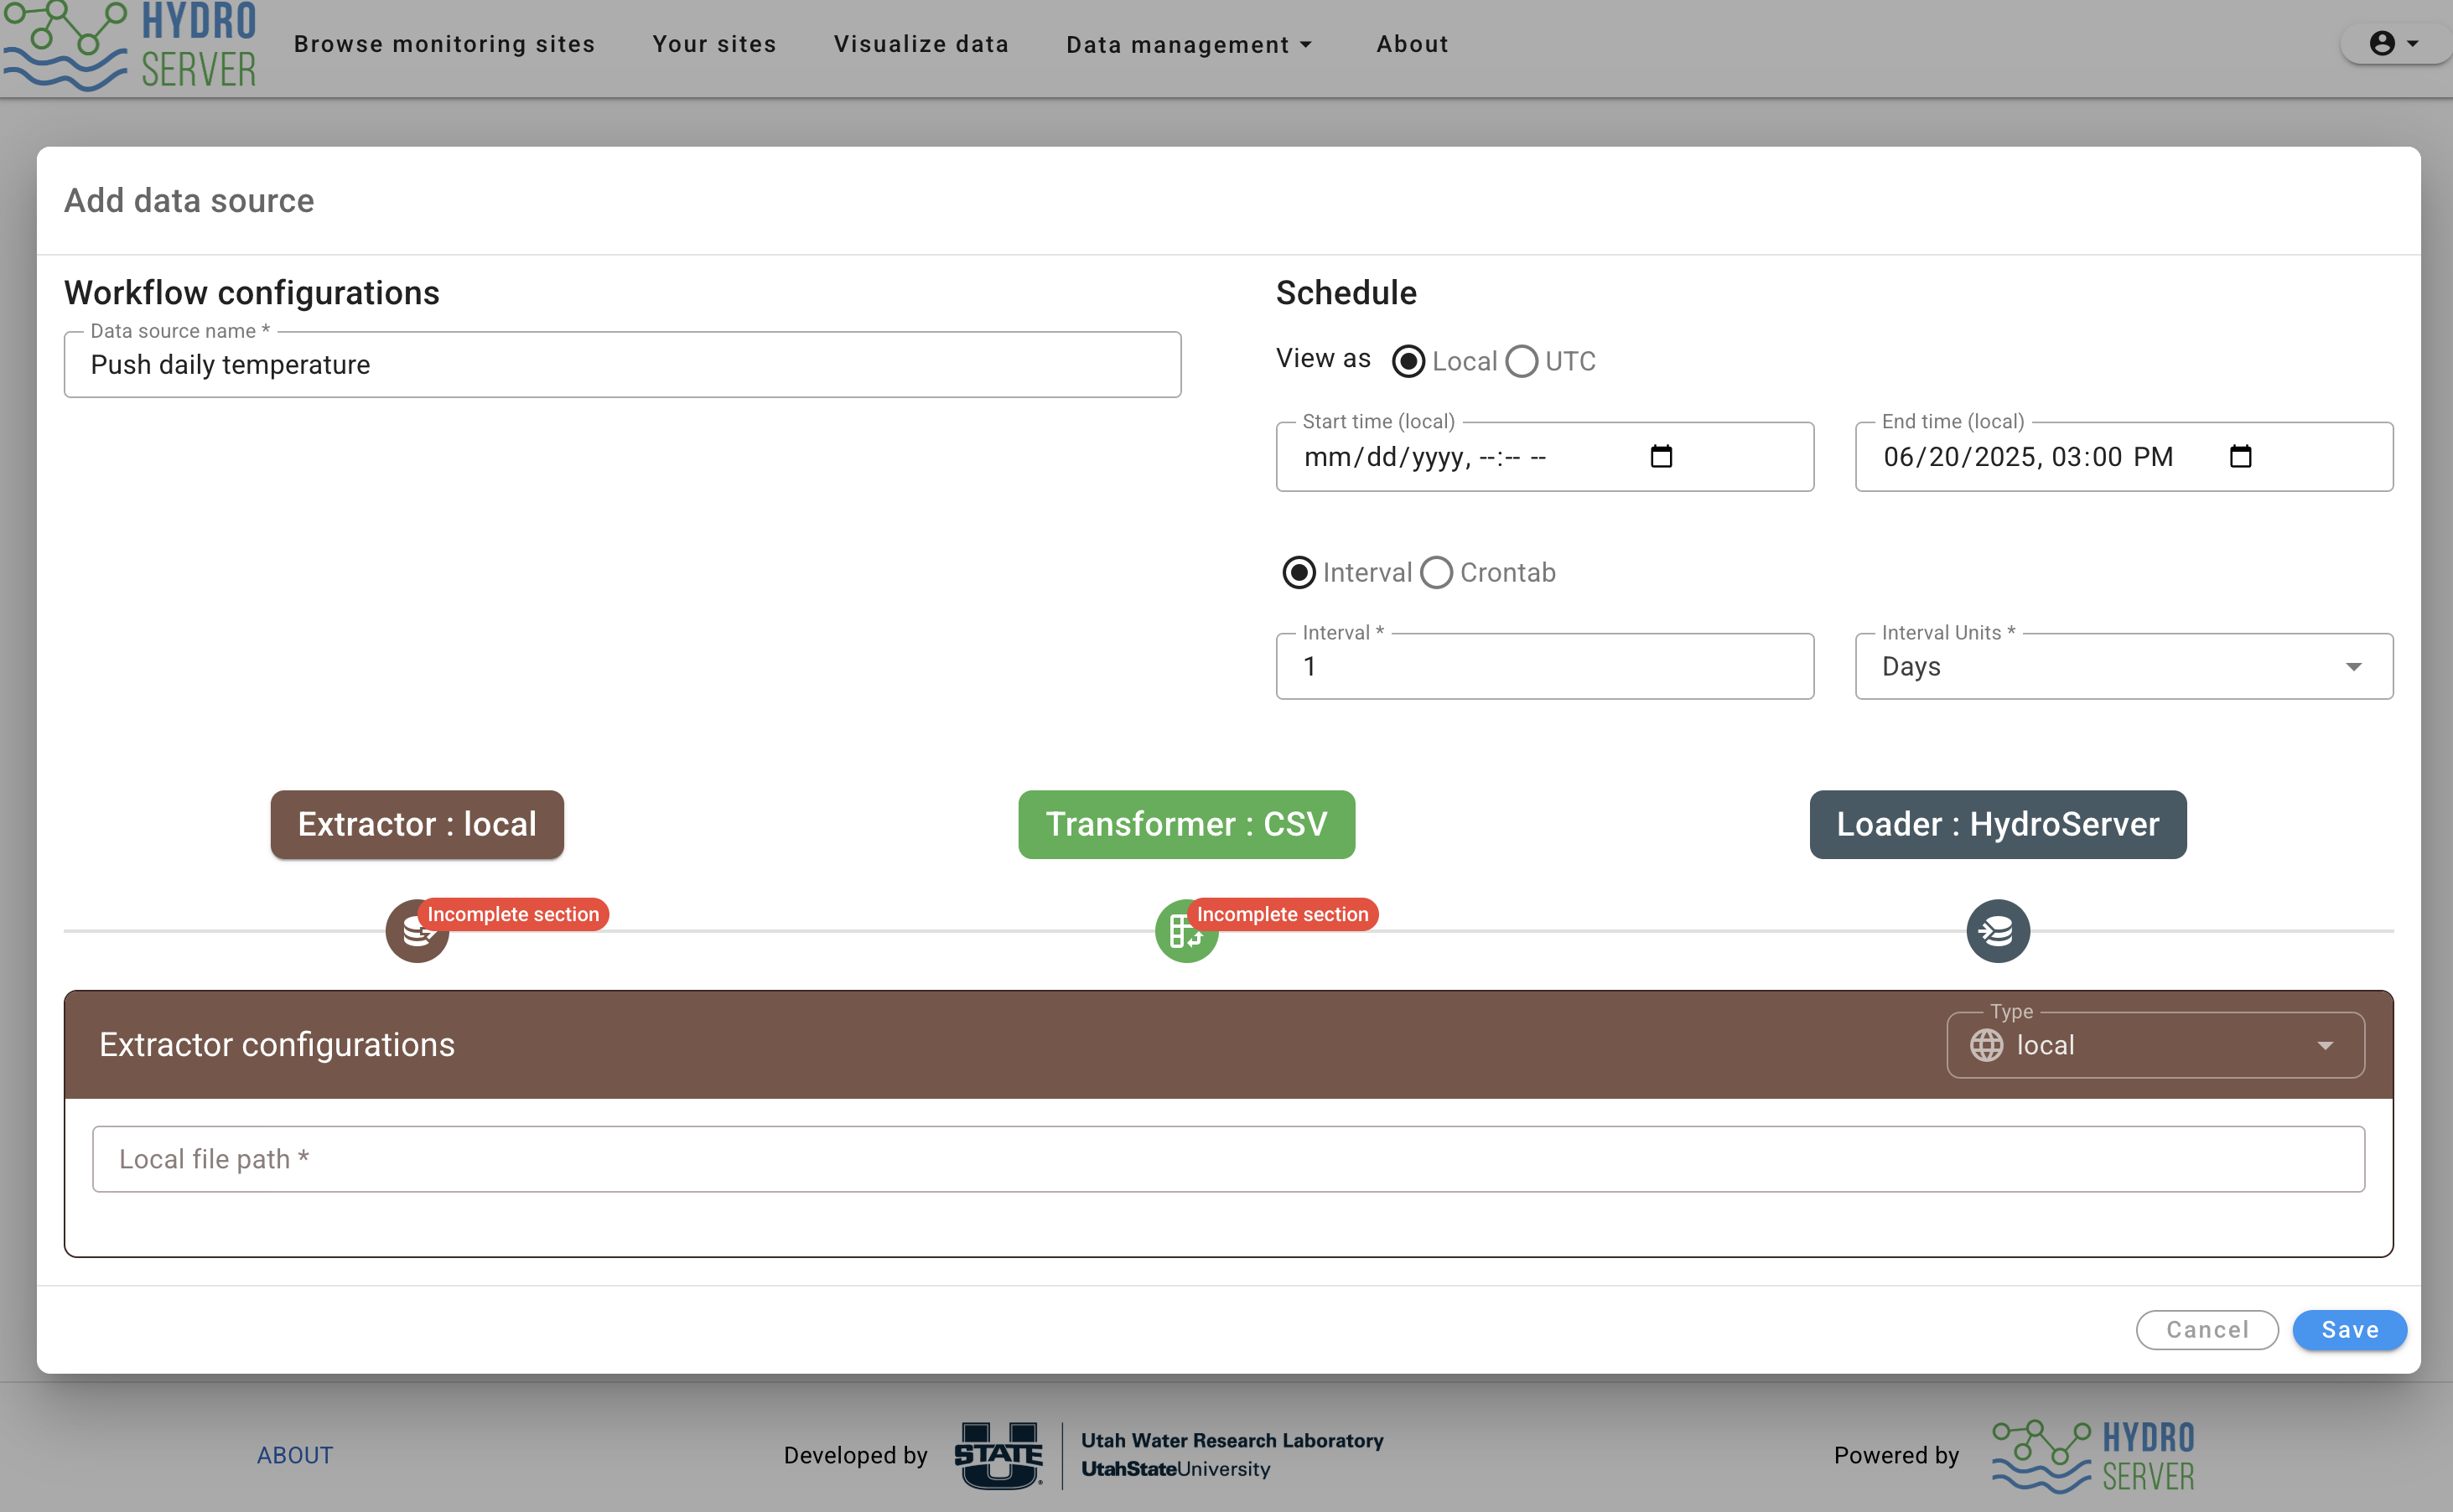 HYDRO
SERVER
Browse monitoring sites
Your sites
Visualize data
Data management
About
Add data source
Workflow configurations
Data source name *
Push daily temperature
Schedule
View as
Local
UTC
Start time (local)
mm/dd/yyyy, --:-- --
End time (local)
06/20/2025, 03:00 PM
Interval
Crontab
Interval *
1
Interval Units *
Days
Extractor : local
Transformer : CSV
Loader : HydroServer
Incomplete section
Incomplete section
Extractor configurations
Type
local
Local file path *
Cancel
Save
ABOUT
Developed by
U
STATE
Utah Water Research Laboratory
UtahStateUniversity
Powered by
HYDRO
SERVER